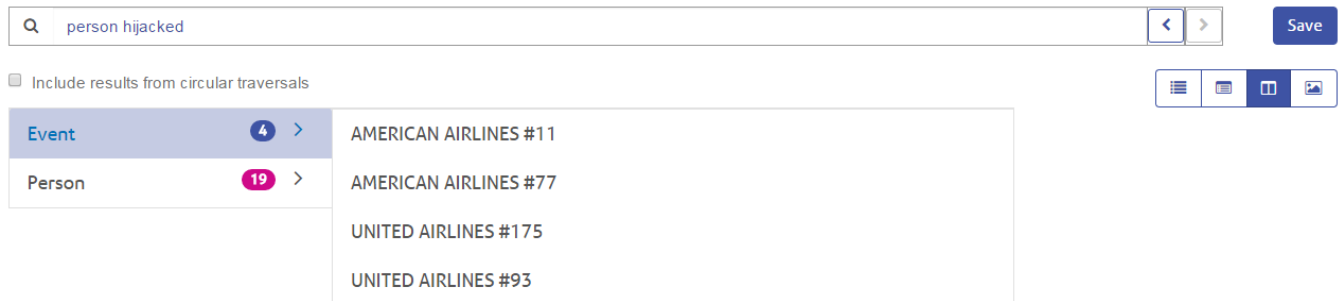 person hijacked
Save
Include results from circular traversals
Event 4
Person 19
AMERICAN AIRLINES #11
AMERICAN AIRLINES #77
UNITED AIRLINES #175
UNITED AIRLINES #93